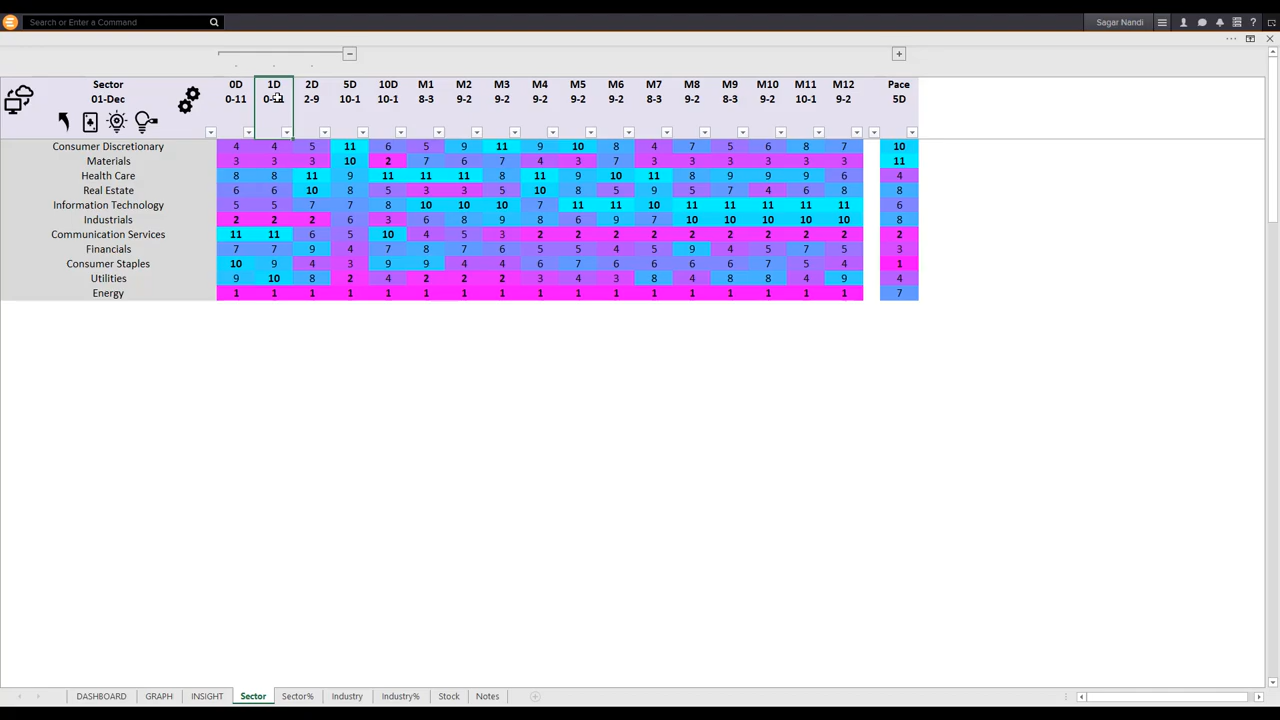 Search or Enter a Command
Sagar Nandi
Sector 0D 1D 2D 5D 10D M1 M2 M3 M4 M5 M6 M7 M8 M9 M10 M11 M12 Pace
01-Dec 0-11 2-9 10-1 10-1 8-3 9-2 9-2 9-2 9-2 9-2 8-3 9-2 8-3 9-2 10-1 9-2 5D
Consumer Discretionary 4 4 5 11 6 5 9 11 9 10 8 4 7 5 6 8 7 10
Materials 3 3 3 10 2 7 6 7 4 3 7 3 3 3 3 3 3 11
Health Care 8 8 11 9 11 11 11 8 11 9 10 11 8 9 9 9 6 4
Real Estate 6 6 10 8 5 3 3 5 10 8 5 9 5 7 4 6 8 8
Information Technology 5 5 7 7 8 10 10 10 7 11 11 10 11 11 11 11 11 6
Industrials 2 2 2 6 3 6 8 9 8 6 9 7 10 10 10 10 10 8
Communication Services 11 11 6 5 10 4 5 3 2 2 2 2 2 2 2 2 2 2
Financials 7 7 9 4 7 8 7 6 5 5 4 5 9 4 5 7 5 3
Consumer Staples 10 9 4 3 9 9 4 4 6 7 6 6 6 6 7 5 4 1
Utilities 9 10 8 2 4 2 2 2 3 4 3 8 4 8 8 4 9 4
Energy 1 1 1 1 1 1 1 1 1 1 1 1 1 1 1 1 1 7
DASHBOARD GRAPH INSIGHT Sector Sector% Industry Industry% Stock Notes